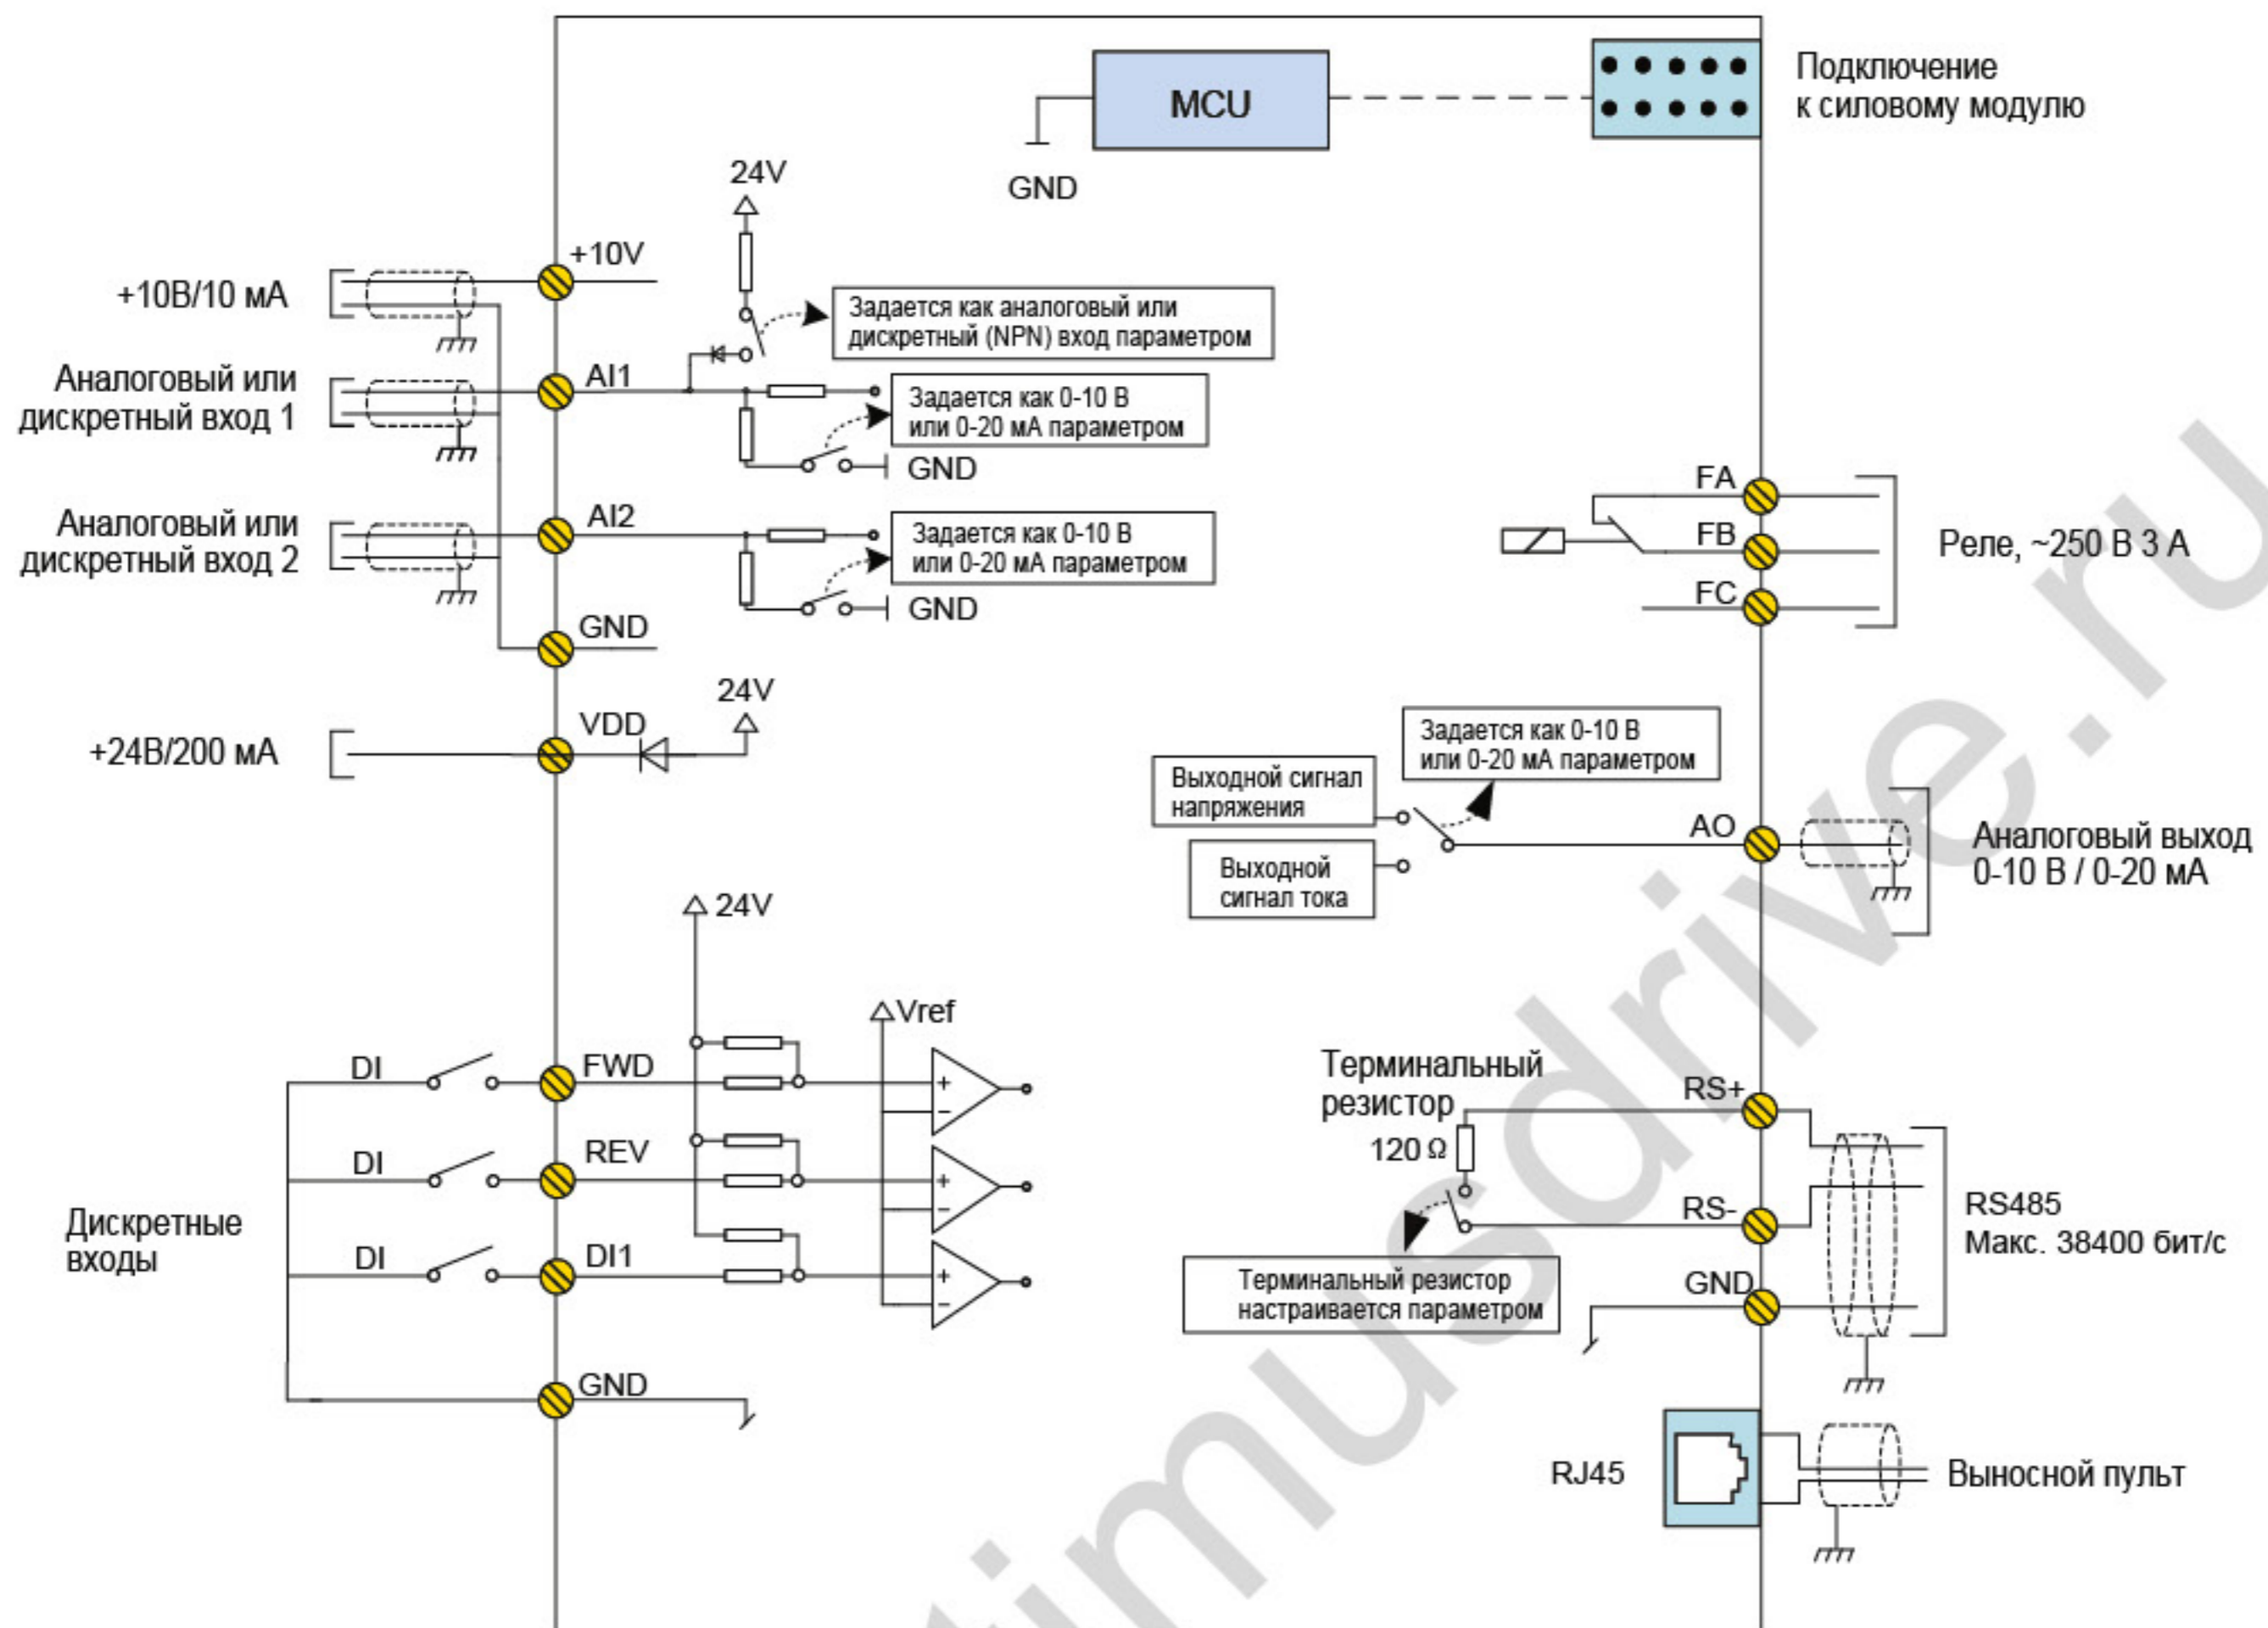 MCU
Подключение
к силовому модулю
GND
24V
+10V
+10В/10 мА
Задается как аналоговый или
дискретный (NPN) вход параметром
Аналоговый или
дискретный вход 1
AI1
Задается как 0-10 В
или 0-20 мА параметром
GND
Аналоговый или
дискретный вход 2
AI2
Задается как 0-10 В
или 0-20 мА параметром
GND
GND
+24В/200 мА
VDD
24V
FA
FB
FC
Реле, ~250 В 3 А
Задается как 0-10 В
или 0-20 мА параметром
Выходной сигнал
напряжения
Выходной
сигнал тока
AO
Аналоговый выход
0-10 В / 0-20 мА
24V
Vref
Дискретные
входы
DI
FWD
+
−
DI
REV
+
−
DI
DI1
+
−
GND
Терминальный
резистор
120 Ω
RS+
RS-
GND
Терминальный резистор
настраивается параметром
RS485
Макс. 38400 бит/с
RJ45
Выносной пульт
timusdrive.ru